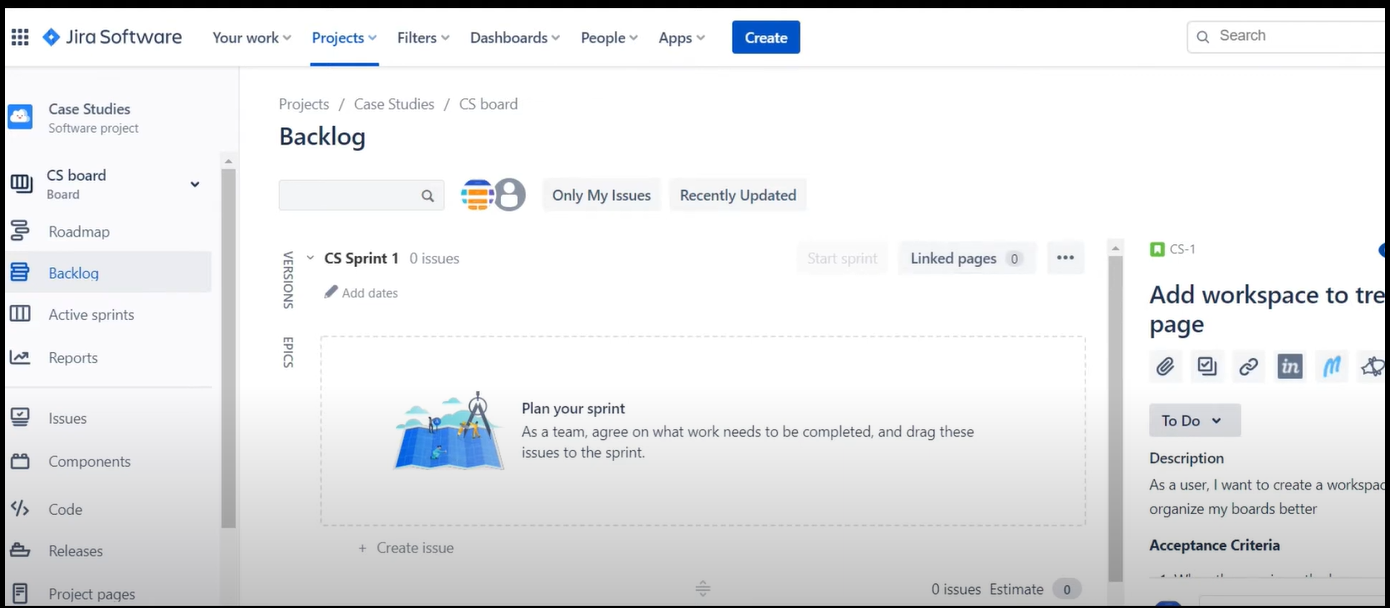 Jira Software Your work Projects Filters Dashboards People Apps Create Search
Case Studies
Software project
CS board
Board
Roadmap
Backlog
Active sprints
Reports
Issues
Components
Code
Releases
Project pages
Projects / Case Studies / CS board
Backlog
Only My Issues Recently Updated
VERSIONS
EPICS
CS Sprint 1 0 issues Start sprint Linked pages 0
Add dates
Plan your sprint
As a team, agree on what work needs to be completed, and drag these
issues to the sprint.
+ Create issue
0 issues Estimate 0
CS-1
Add workspace to tre
page
in
To Do
Description
As a user, I want to create a workspac
organize my boards better
Acceptance Criteria